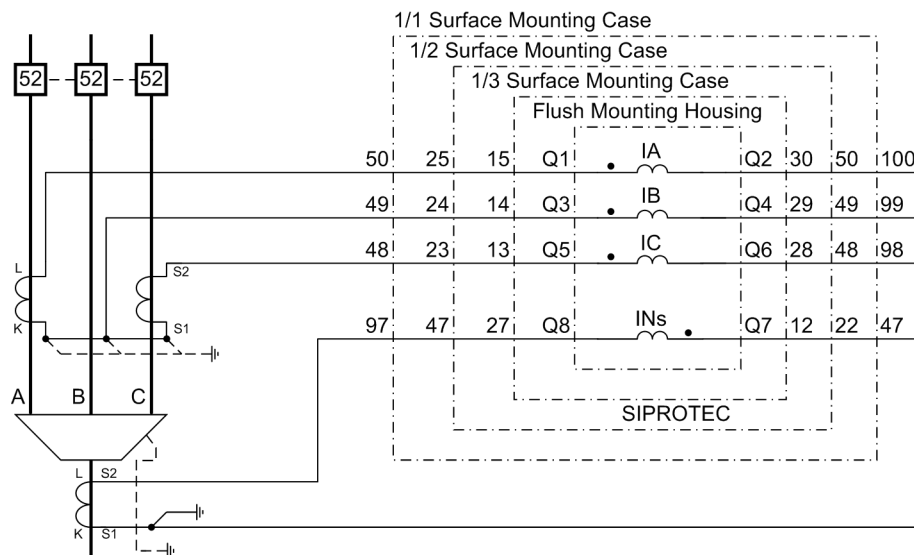 1/1 Surface Mounting Case
1/2 Surface Mounting Case
52 52 52
1/3 Surface Mounting Case
Flush Mounting Housing
50 25 15 Q1 IA Q2 30 50 100
49 24 14 Q3 IB Q4 29 49 99
48 23 13 Q5 IC Q6 28 48 98
L S2
K S1
97 47 27 Q8 INs Q7 12 22 47
A B C
SIPROTEC
L S2
K S1